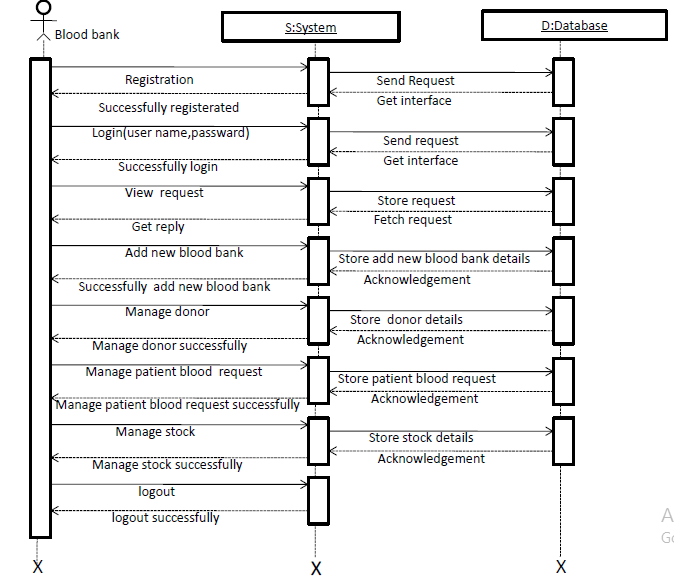 Blood bank
S:System
D:Database
Registration
Send Request
Get interface
Successfully registerated
Login(user name,passward)
Send request
Get interface
Successfully login
View request
Store request
Fetch request
Get reply
Add new blood bank
Store add new blood bank details
Acknowledgement
Successfully add new blood bank
Manage donor
Store donor details
Acknowledgement
Manage donor successfully
Manage patient blood request
Store patient blood request
Acknowledgement
Manage patient blood request successfully
Manage stock
Store stock details
Acknowledgement
Manage stock successfully
logout
logout successfully
A
Go
X
X
X